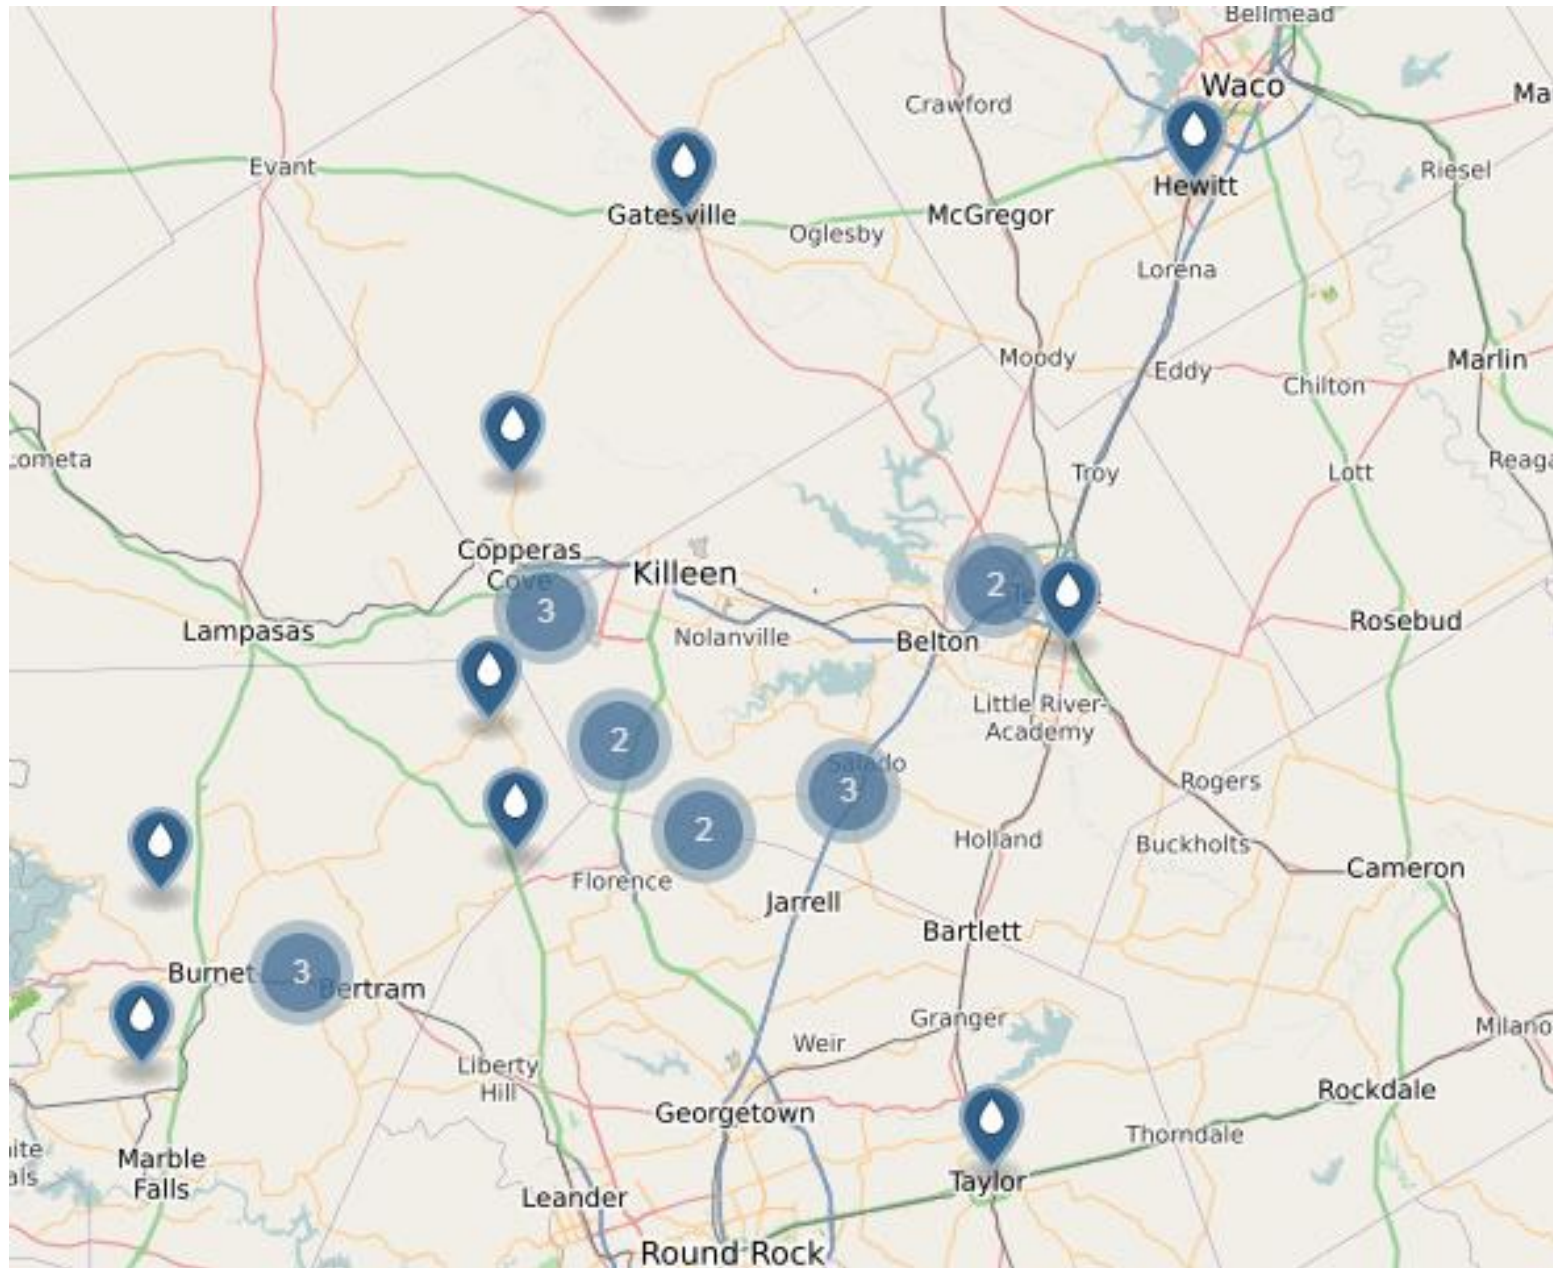 Bellmead
Waco
Ma
Crawford
Evant
Riesel
Hewitt
Gatesville
McGregor
Oglesby
Lorena
Moody
Marlin
Eddy
Chilton
ometa
Troy
Lott
Reaga
Copperas
Cove
Killeen
2
3
Lampasas
Nolanville
Belton
Rosebud
Little River-
Academy
2
Salado
3
Rogers
2
Holland
Buckholts
Cameron
Florence
Jarrell
Bartlett
Burnet
3
Bertram
Granger
Milano
Weir
Liberty
Hill
Rockdale
Georgetown
Thorndale
ite
als
Marble
Falls
Taylor
Leander
Round Rock